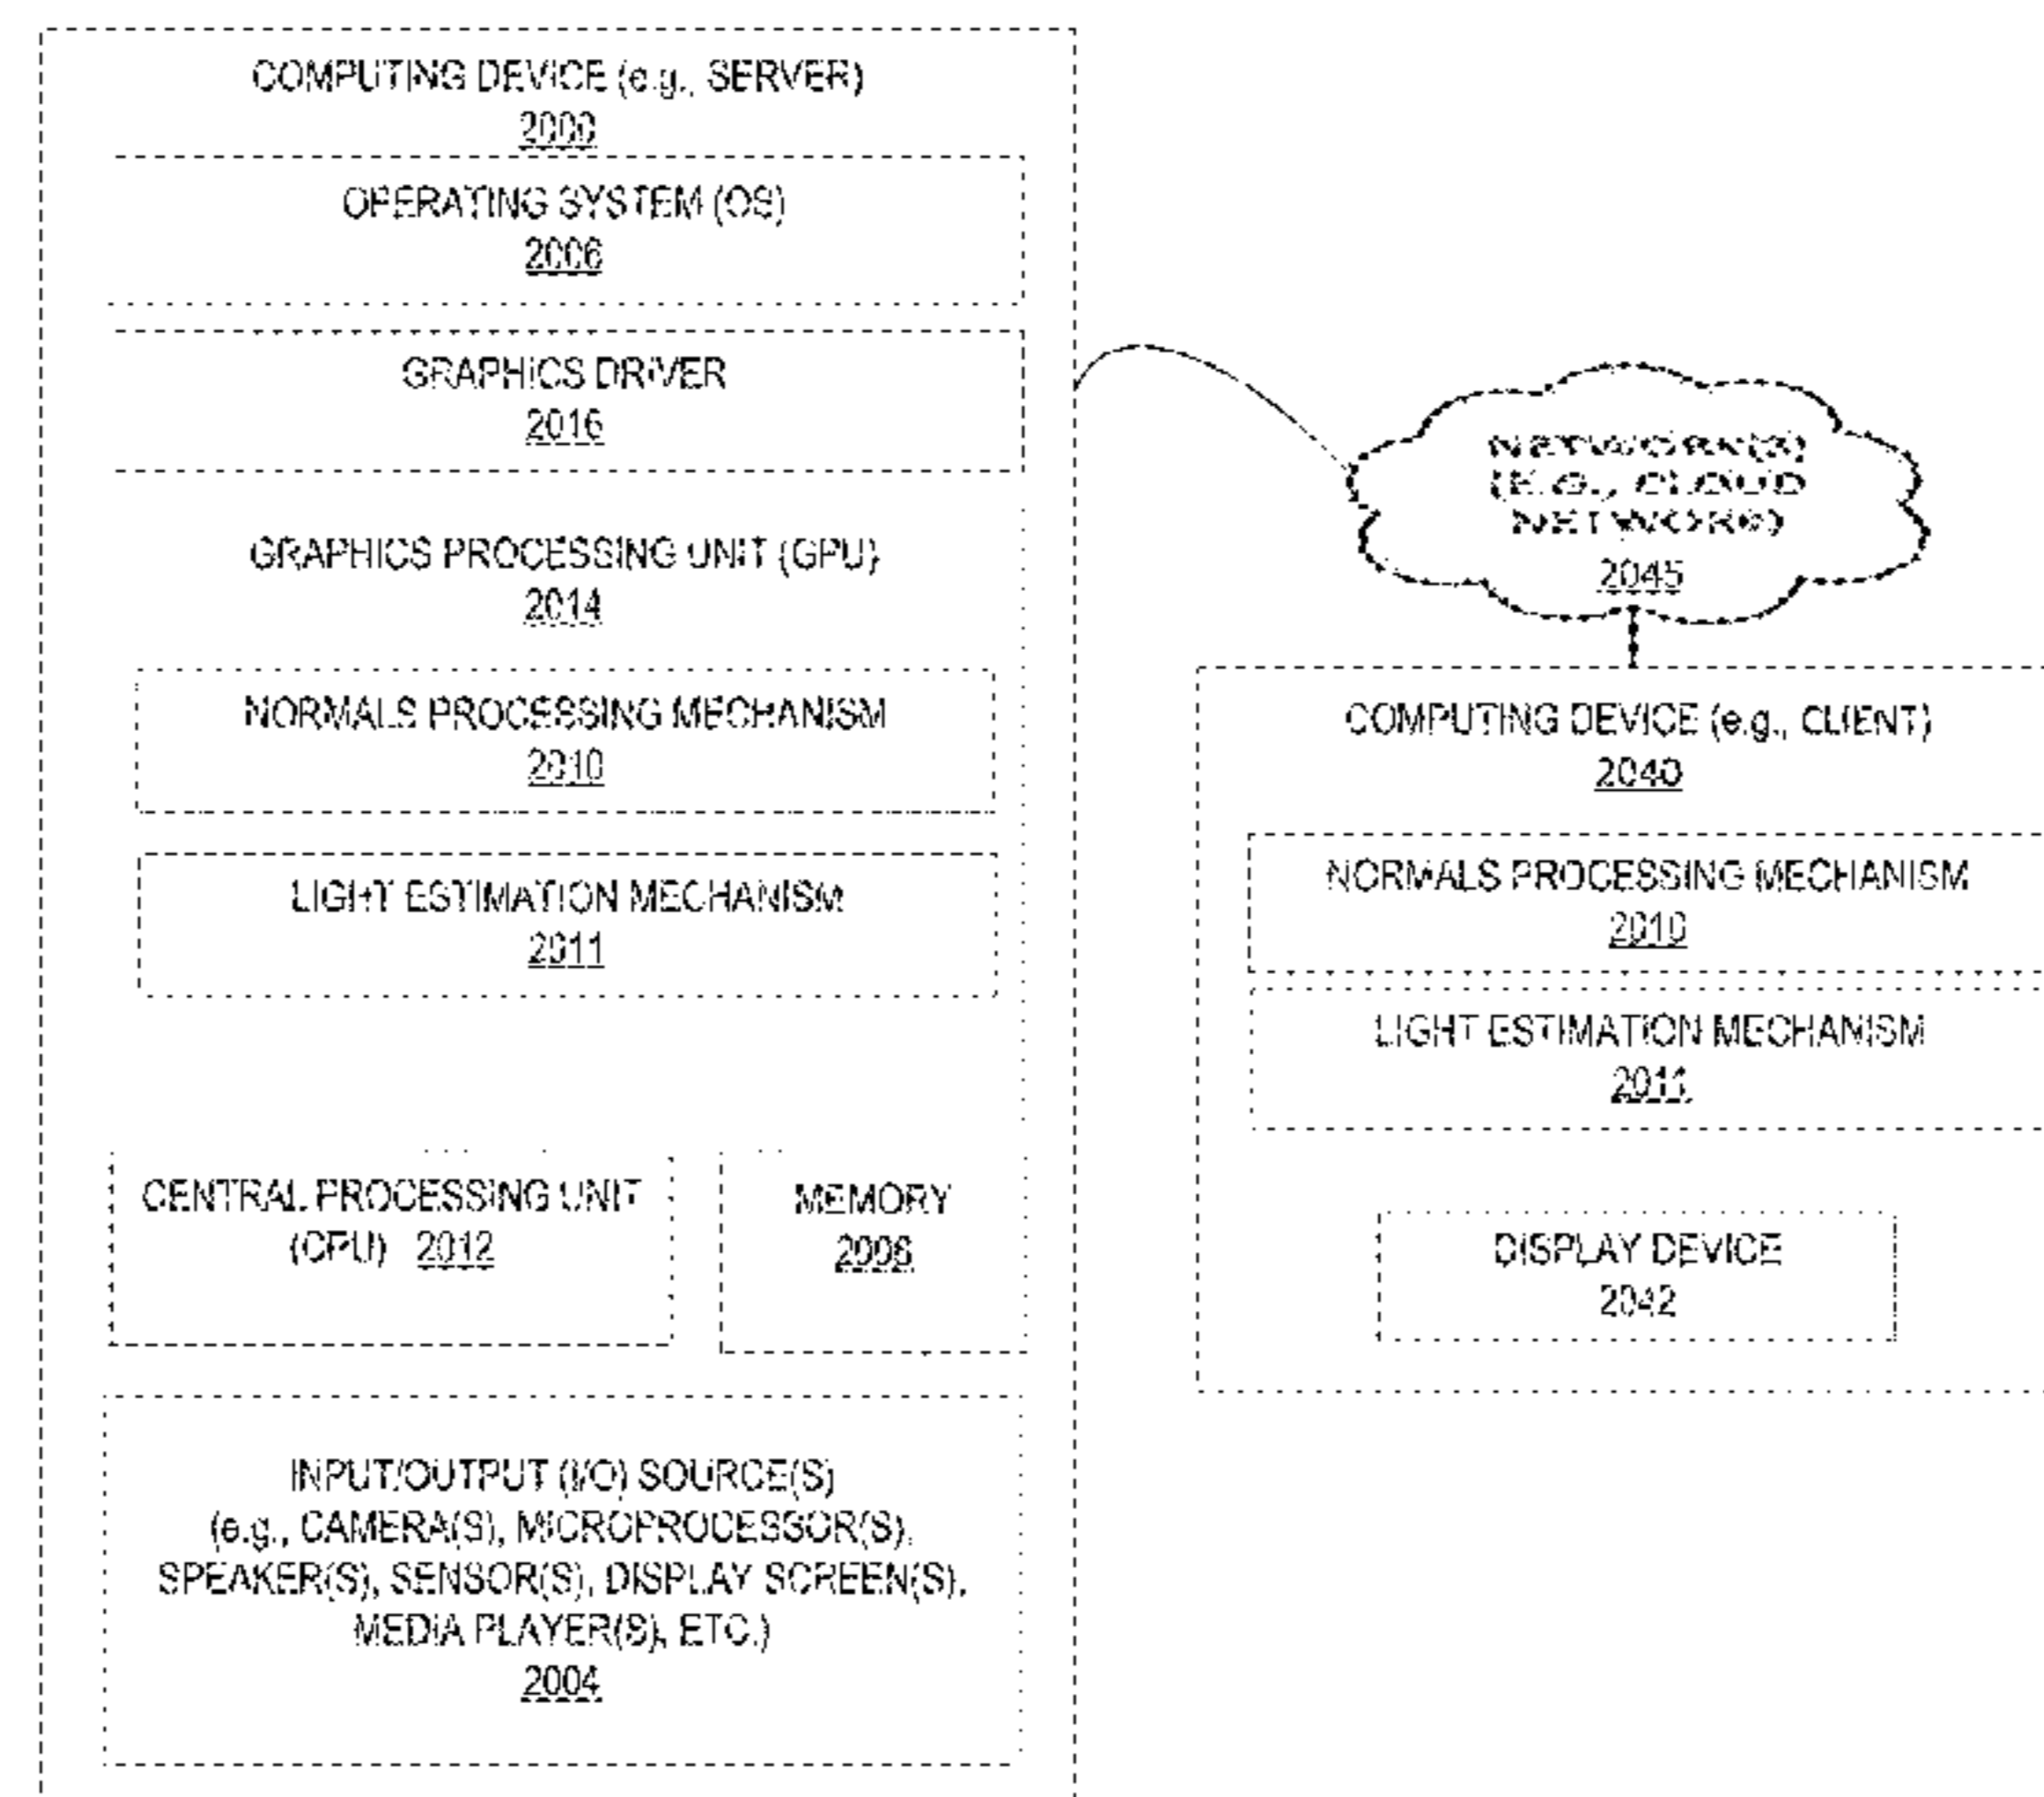 COMPUTING DEVICE (e.g., SERVER)
2000
OPERATING SYSTEM (OS)
2006
GRAPHICS DRIVER
2016
GRAPHICS PROCESSING UNIT (GPU)
2014
NORMALS PROCESSING MECHANISM
2010
LIGHT ESTIMATION MECHANISM
2011
CENTRAL PROCESSING UNIT
(CPU) 2012
MEMORY
INPUT/OUTPUT (I/O) SOURCE(S)
(e.g., CAMERA(S), MICROPROCESSOR(S),
SPEAKER(S), SENSOR(S), DISPLAY SCREEN(S),
MEDIA PLAYER(S), ETC.)
2004
NETWORK(S)
(E.G., CLOUD
NETWORK)
2045
COMPUTING DEVICE (e.g., CLIENT)
2040
NORMALS PROCESSING MECHANISM
2010
LIGHT ESTIMATION MECHANISM
2011
DISPLAY DEVICE
2042